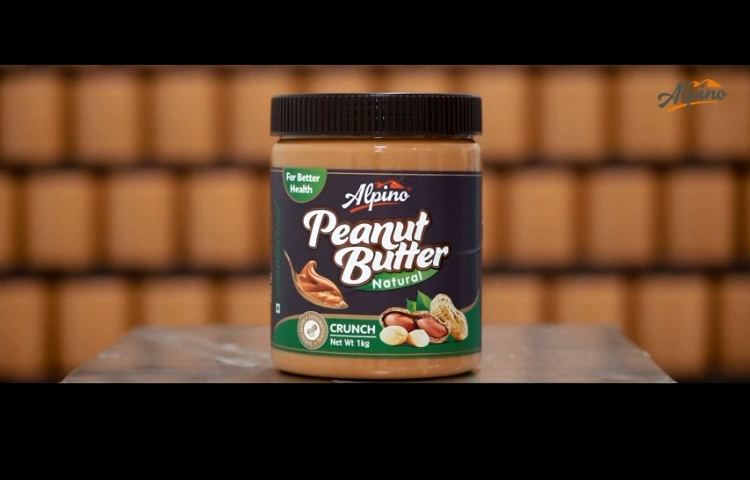 Alpino
For Better
Health
Alpino
Peanut
Butter
Natural
CRUNCH
Net Wt 1kg